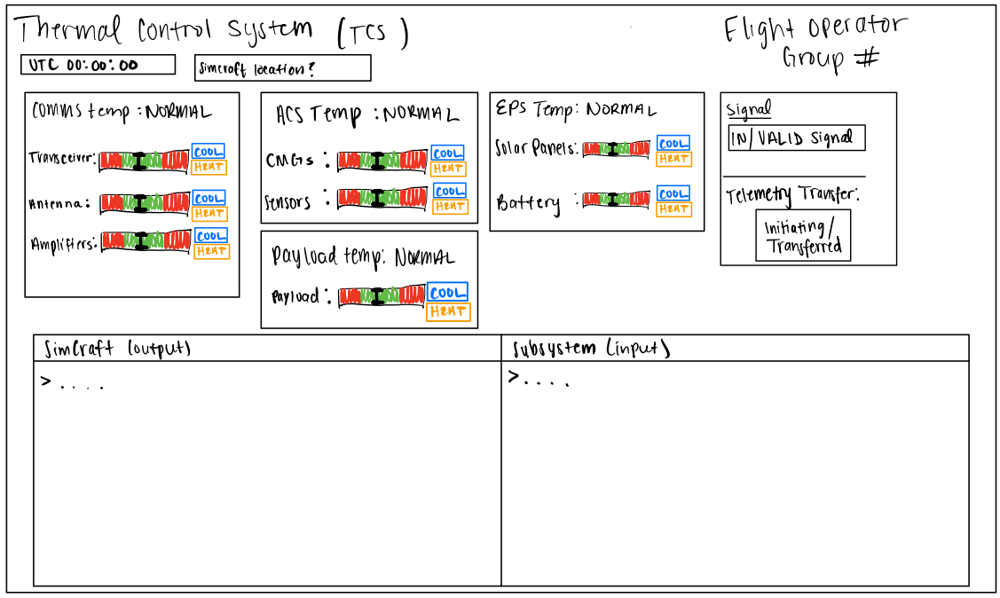 Thermal Control System (TCS)
Flight Operator
Group #
UTC 00:00:00
Simcraft location?
COMMS temp : NORMAL
Transceiver:
COOL
HEAT
Antenna:
COOL
HEAT
Amplifiers:
COOL
HEAT
ACS Temp : NORMAL
CMGs :
COOL
HEAT
Sensors :
COOL
HEAT
Payload temp: NORMAL
Payload :
COOL
HEAT
EPS Temp: NORMAL
Solar Panels:
COOL
HEAT
Battery :
COOL
HEAT
Signal
IN/VALID Signal
Telemetry Transfer:
Initiating/
Transferred
SimCraft (output)
>....
Subsystem (input)
>....